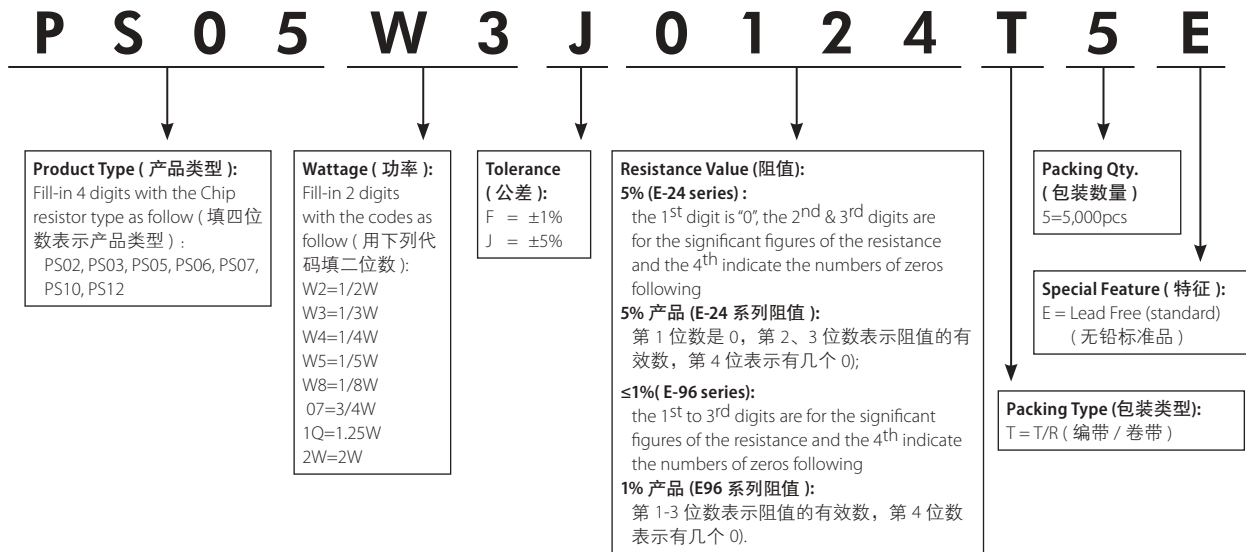 P S 0 5 W 3 J 0 1 2 4 T 5 E
Product Type ( 产品类型 ):
Fill-in 4 digits with the Chip
resistor type as follow ( 填四位
数表示产品类型 ) :
PS02, PS03, PS05, PS06, PS07,
PS10, PS12
Wattage ( 功率 ):
Fill-in 2 digits
with the codes as
follow ( 用下列代
码填二位数 ):
W2=1/2W
W3=1/3W
W4=1/4W
W5=1/5W
W8=1/8W
07=3/4W
1Q=1.25W
2W=2W
Tolerance
( 公差 ):
F = ±1%
J = ±5%
Resistance Value (阻值):
5% (E-24 series) :
the 1st digit is “0”, the 2nd & 3rd digits are
for the significant figures of the resistance
and the 4th indicate the numbers of zeros
following
5% 产品 (E-24 系列阻值 ):
第 1 位数是 0，第 2、3 位数表示阻值的有
效数，第 4 位表示有几个 0);
≤1%( E-96 series):
the 1st to 3rd digits are for the significant
figures of the resistance and the 4th indicate
the numbers of zeros following
1% 产品 (E96 系列阻值 ):
第 1-3 位数表示阻值的有效数，第 4 位数
表示有几个 0).
Packing Qty.
( 包装数量 )
5=5,000pcs
Special Feature ( 特征 ):
E = Lead Free (standard)
( 无铅标准品 )
Packing Type (包装类型):
T = T/R ( 编带 / 卷带 )